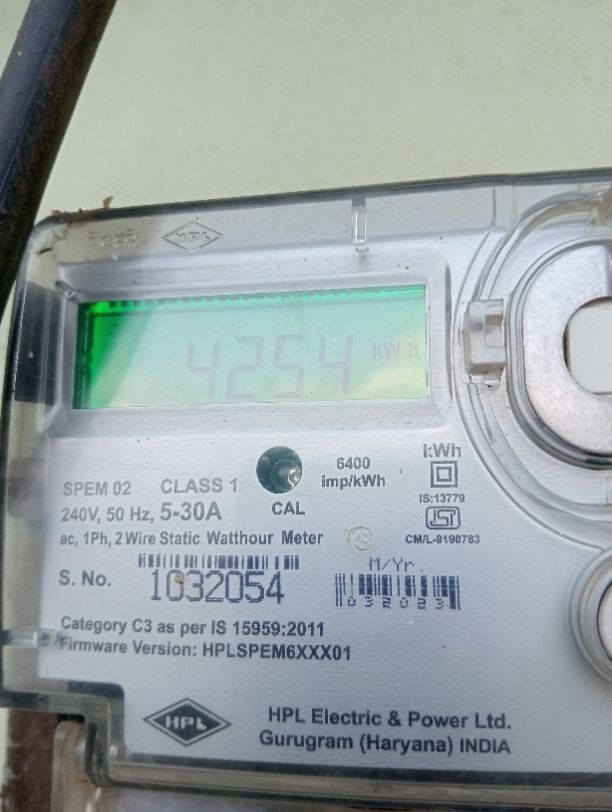 HPL
4254 kWh
SPEM 02 CLASS 1
240V, 50 Hz, 5-30A
ac, 1Ph, 2 Wire Static Watthour Meter
CAL
6400
imp/kWh
kWh
IS:13779
ISI
CM/L-9190783
S. No. 1032054
M/Yr.
032023
Category C3 as per IS 15959:2011
Firmware Version: HPLSPEM6XXX01
HPL
HPL Electric & Power Ltd.
Gurugram (Haryana) INDIA